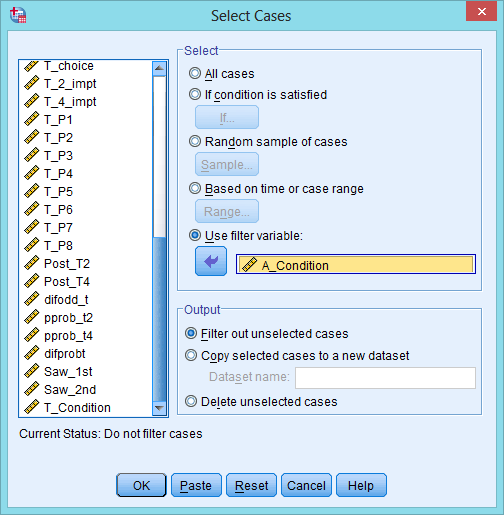 Select Cases
T_choice
T_2_impt
T_4_impt
T_P1
T_P2
T_P3
T_P4
T_P5
T_P6
T_P7
T_P8
Post_T2
Post_T4
difodd_t
pprob_t2
pprob_t4
difprobt
Saw_1st
Saw_2nd
T_Condition
Select
All cases
If condition is satisfied
If...
Random sample of cases
Sample...
Based on time or case range
Range...
Use filter variable:
A_Condition
Output
Filter out unselected cases
Copy selected cases to a new dataset
Dataset name:
Delete unselected cases
Current Status: Do not filter cases
OK Paste Reset Cancel Help